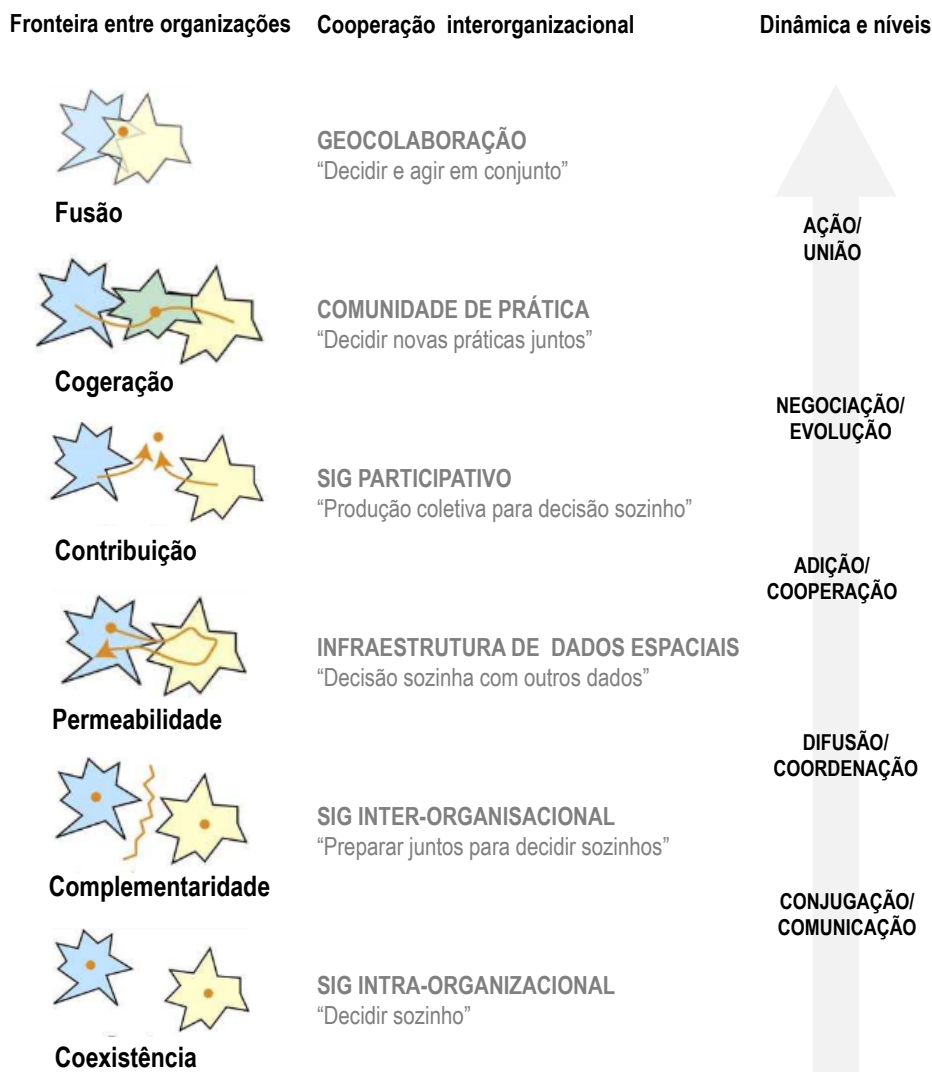 Fronteira entre organizações
Cooperação interorganizacional
Dinâmica e níveis
GEOCOLABORAÇÃO
“Decidir e agir em conjunto”
Fusão
AÇÃO/
UNIÃO
COMUNIDADE DE PRÁTICA
“Decidir novas práticas juntos”
Cogeração
NEGOCIAÇÃO/
EVOLUÇÃO
SIG PARTICIPATIVO
“Produção coletiva para decisão sozinho”
Contribuição
ADIÇÃO/
COOPERAÇÃO
INFRAESTRUTURA DE DADOS ESPACIAIS
“Decisão sozinha com outros dados”
Permeabilidade
DIFUSÃO/
COORDENAÇÃO
SIG INTER-ORGANISACIONAL
“Preparar juntos para decidir sozinhos”
Complementaridade
CONJUGAÇÃO/
COMUNICAÇÃO
SIG INTRA-ORGANIZACIONAL
“Decidir sozinho”
Coexistência